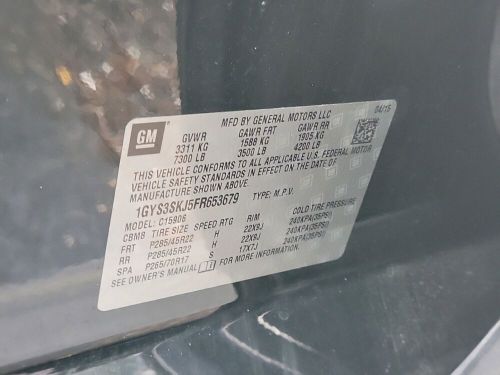 GM
MFD BY GENERAL MOTORS LLC 04/15
GVWR GAWR FRT GAWR RR
3311 KG 1588 KG 1905 KG
7300 LB 3500 LB 4200 LB
THIS VEHICLE CONFORMS TO ALL APPLICABLE U.S. FEDERAL MOTOR
VEHICLE SAFETY STANDARDS IN EFFECT ON THE DATE OF
MANUFACTURE SHOWN ABOVE.
1GYS3SKJ5FR653679 TYPE: M.P.V.
MODEL: C15906
CBMB TIRE SIZE SPEED RTG RIM COLD TIRE PRESSURE
FRT P285/45R22 H 22X9J 240KPA(35PSI)
RR P285/45R22 H 22X9J 240KPA(35PSI)
SPA P265/70R17 S 17X7J 240KPA(35PSI)
SEE OWNER'S MANUAL FOR MORE INFORMATION.